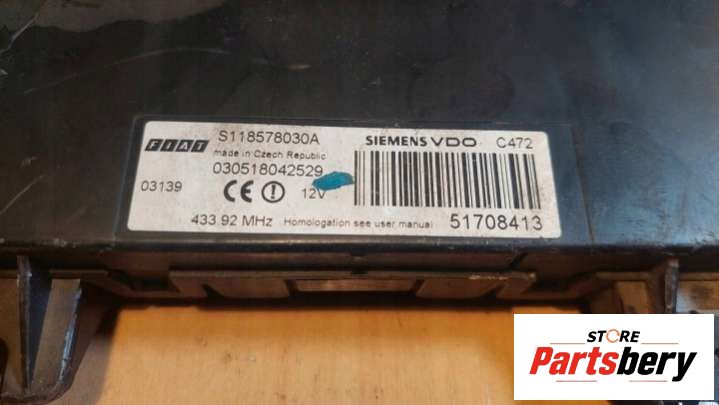 FIAT
S118578030A
SIEMENS VDO
C472
made in Czech Republic
030518042529
03139
CE
12V
433.92 MHz
Homologation see user manual
51708413
STORE
Partsbery